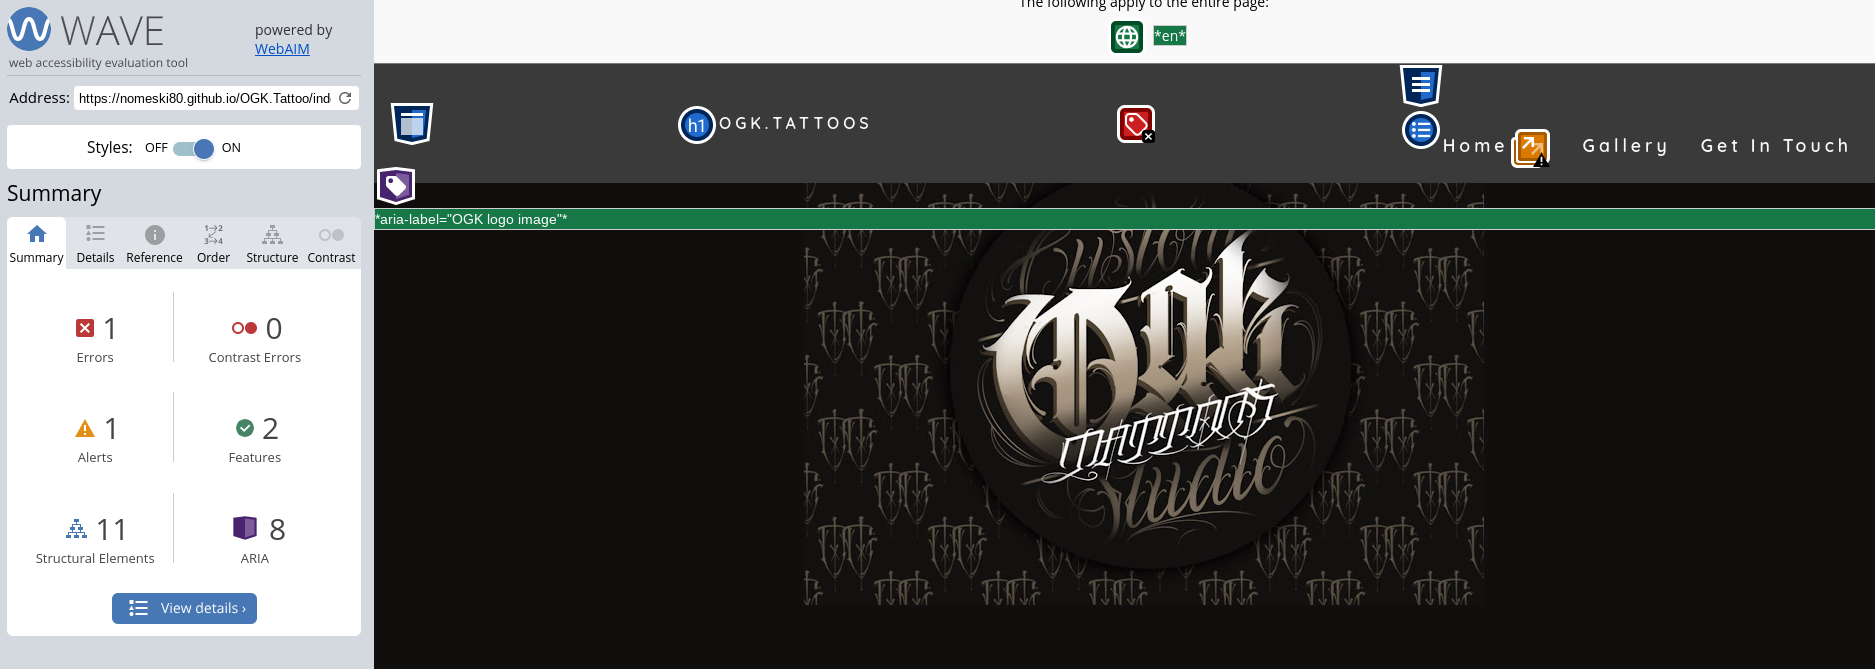 WAVE
web accessibility evaluation tool
powered by
WebAIM
Address: https://nomeski80.github.io/OGK.Tattoo/ind
Styles: OFF ON
Summary
Summary Details Reference Order Structure Contrast
1
Errors
0
Contrast Errors
1
Alerts
2
Features
11
Structural Elements
8
ARIA
View details ›
The following apply to the entire page:
*en*
h1 OGK.TATTOOS
Home Gallery Get In Touch
*aria-label="OGK logo image"*
Custom
Ogk
TATTOOS
Studio